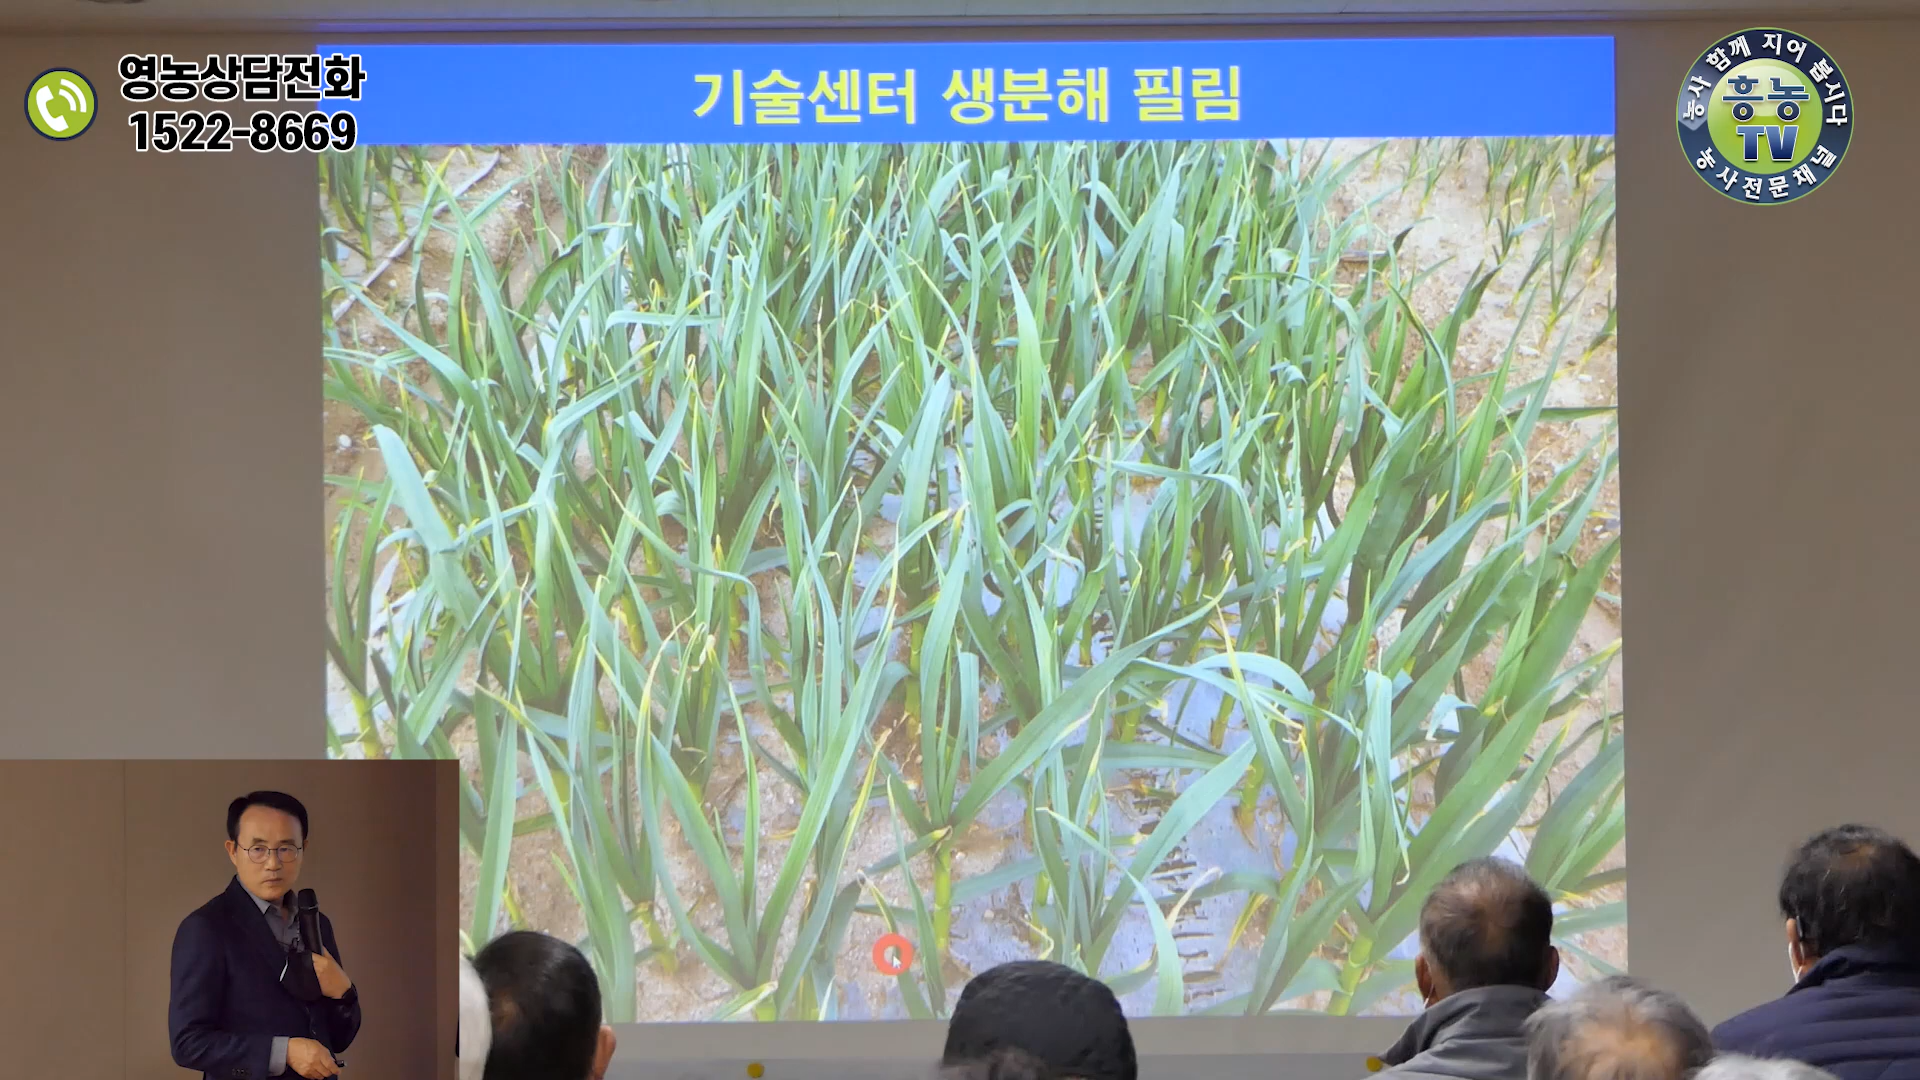 영농상담전화
1522-8669
기술센터 생분해 필림
농사 함께 지어 봅시다
흥농
TV
농사전문채널